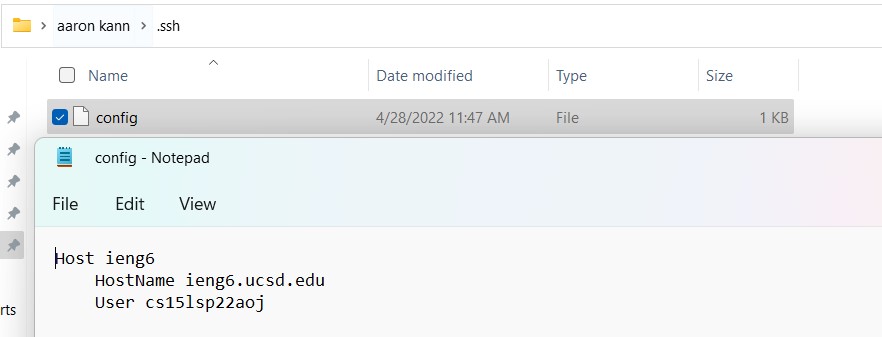 aaron kann > .ssh
Name Date modified Type Size
config 4/28/2022 11:47 AM File 1 KB
config - Notepad
File Edit View
Host ieng6
    HostName ieng6.ucsd.edu
    User cs15lsp22aoj
rts